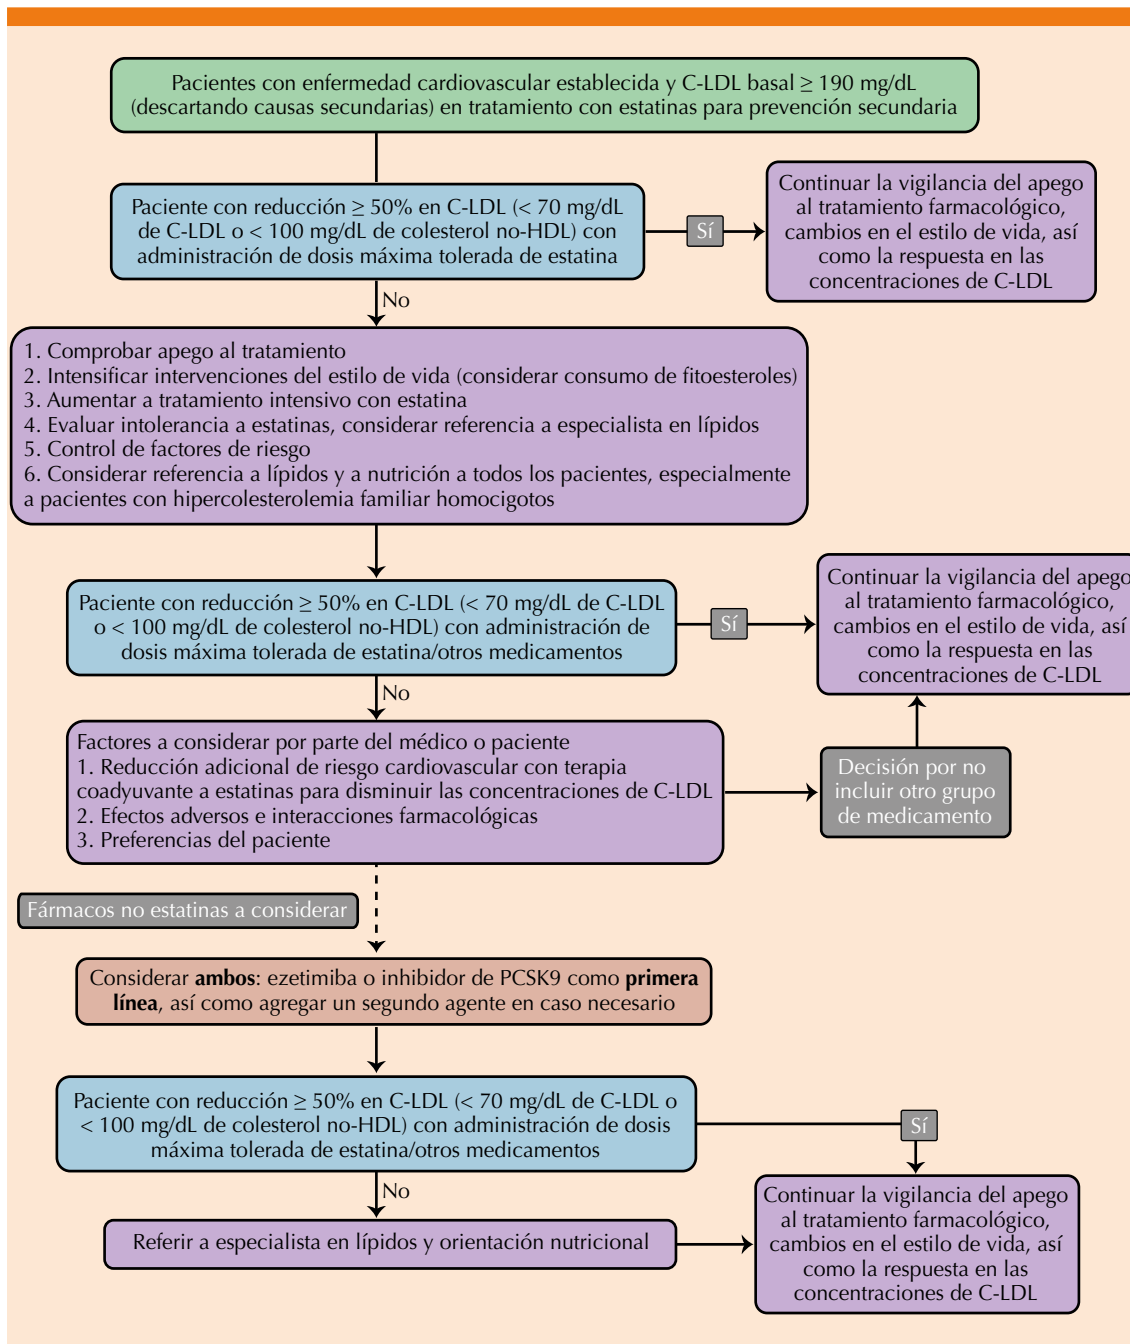 Pacientes con enfermedad cardiovascular establecida y C-LDL basal ≥ 190 mg/dL
(descartando causas secundarias) en tratamiento con estatinas para prevención secundaria
Paciente con reducción ≥ 50% en C-LDL (< 70 mg/dL
de C-LDL o < 100 mg/dL de colesterol no-HDL) con
administración de dosis máxima tolerada de estatina
Sí
Continuar la vigilancia del apego
al tratamiento farmacológico,
cambios en el estilo de vida, así
como la respuesta en las
concentraciones de C-LDL
No
1. Comprobar apego al tratamiento
2. Intensificar intervenciones del estilo de vida (considerar consumo de fitoesteroles)
3. Aumentar a tratamiento intensivo con estatina
4. Evaluar intolerancia a estatinas, considerar referencia a especialista en lípidos
5. Control de factores de riesgo
6. Considerar referencia a lípidos y a nutrición a todos los pacientes, especialmente
a pacientes con hipercolesterolemia familiar homocigotos
Paciente con reducción ≥ 50% en C-LDL (< 70 mg/dL de C-LDL
o < 100 mg/dL de colesterol no-HDL) con administración de
dosis máxima tolerada de estatina/otros medicamentos
Sí
Continuar la vigilancia del apego
al tratamiento farmacológico,
cambios en el estilo de vida, así
como la respuesta en las
concentraciones de C-LDL
No
Factores a considerar por parte del médico o paciente
1. Reducción adicional de riesgo cardiovascular con terapia
coadyuvante a estatinas para disminuir las concentraciones de C-LDL
2. Efectos adversos e interacciones farmacológicas
3. Preferencias del paciente
Decisión por no
incluir otro grupo
de medicamento
Fármacos no estatinas a considerar
Considerar ambos: ezetimiba o inhibidor de PCSK9 como primera
línea, así como agregar un segundo agente en caso necesario
Paciente con reducción ≥ 50% en C-LDL (< 70 mg/dL de C-LDL o
< 100 mg/dL de colesterol no-HDL) con administración de dosis
máxima tolerada de estatina/otros medicamentos
Sí
No
Referir a especialista en lípidos y orientación nutricional
Continuar la vigilancia del apego
al tratamiento farmacológico,
cambios en el estilo de vida, así
como la respuesta en las
concentraciones de C-LDL